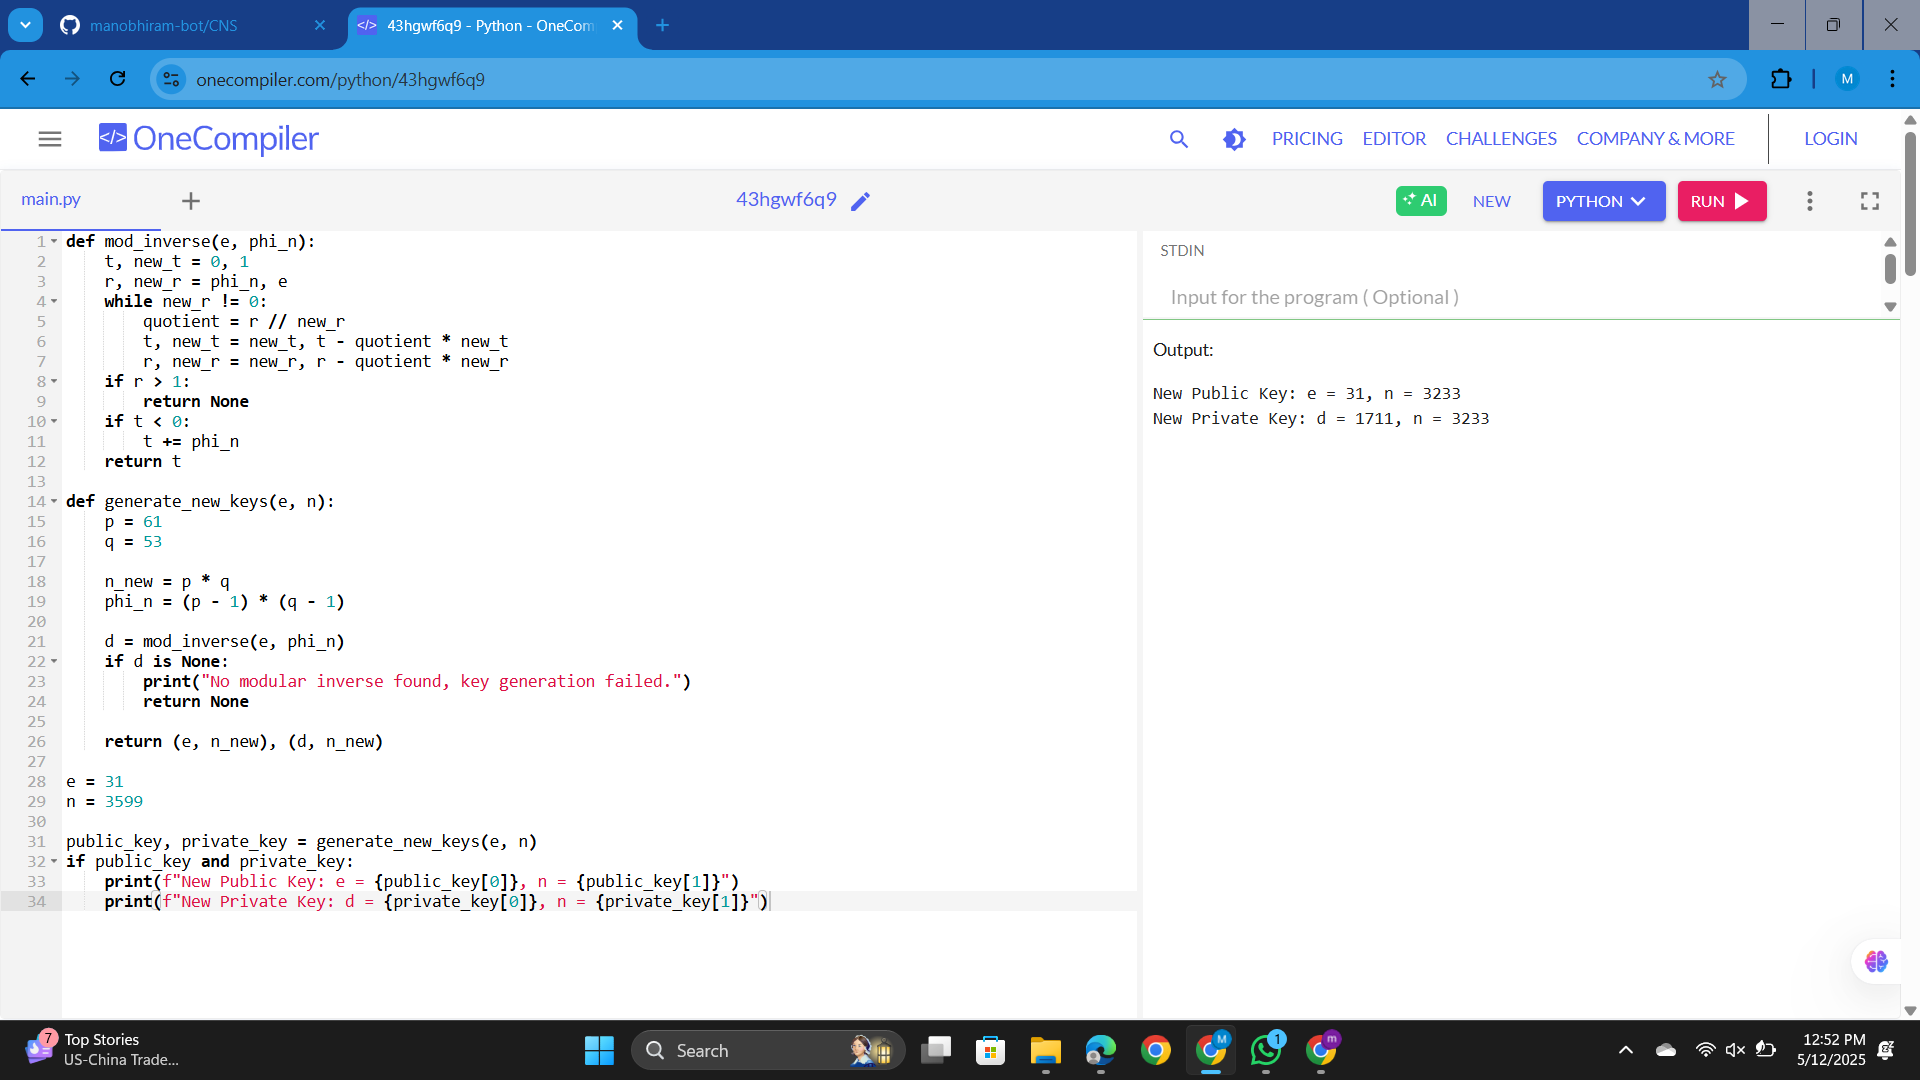 manobhiram-bot/CNS
43hgwf6q9 - Python - OneCom
onecompiler.com/python/43hgwf6q9
M
</> OneCompiler
PRICING EDITOR CHALLENGES COMPANY & MORE LOGIN
main.py
43hgwf6q9
AI NEW PYTHON RUN
1 def mod_inverse(e, phi_n):
2     t, new_t = 0, 1
3     r, new_r = phi_n, e
4     while new_r != 0:
5         quotient = r // new_r
6         t, new_t = new_t, t - quotient * new_t
7         r, new_r = new_r, r - quotient * new_r
8     if r > 1:
9         return None
10     if t < 0:
11         t += phi_n
12     return t
13
14 def generate_new_keys(e, n):
15     p = 61
16     q = 53
17
18     n_new = p * q
19     phi_n = (p - 1) * (q - 1)
20
21     d = mod_inverse(e, phi_n)
22     if d is None:
23         print("No modular inverse found, key generation failed.")
24         return None
25
26     return (e, n_new), (d, n_new)
27
28 e = 31
29 n = 3599
30
31 public_key, private_key = generate_new_keys(e, n)
32 if public_key and private_key:
33     print(f"New Public Key: e = {public_key[0]}, n = {public_key[1]}")
34     print(f"New Private Key: d = {private_key[0]}, n = {private_key[1]}")
STDIN
Input for the program ( Optional )
Output:
New Public Key: e = 31, n = 3233
New Private Key: d = 1711, n = 3233
7
Top Stories
US-China Trade...
Search
M
1
m
12:52 PM
5/12/2025